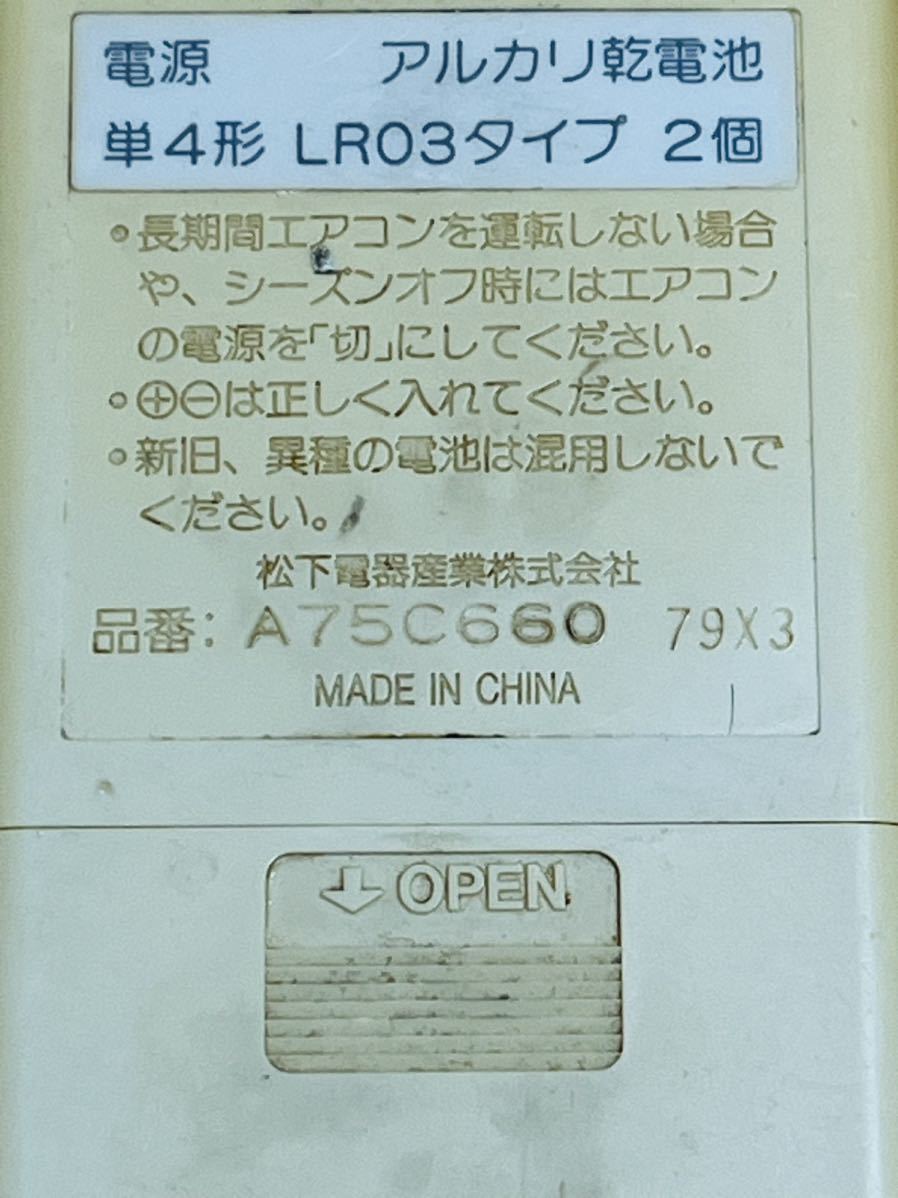 電源 アルカリ乾電池
単4形 LR03タイプ 2個
•長期間エアコンを運転しない場合
や、シーズンオフ時にはエアコン
の電源を「切」にしてください。
•⊕⊖は正しく入れてください。
•新旧、異種の電池は混用しないで
ください。
松下電器産業株式会社
品番: A75C660 79X3
MADE IN CHINA
↓OPEN